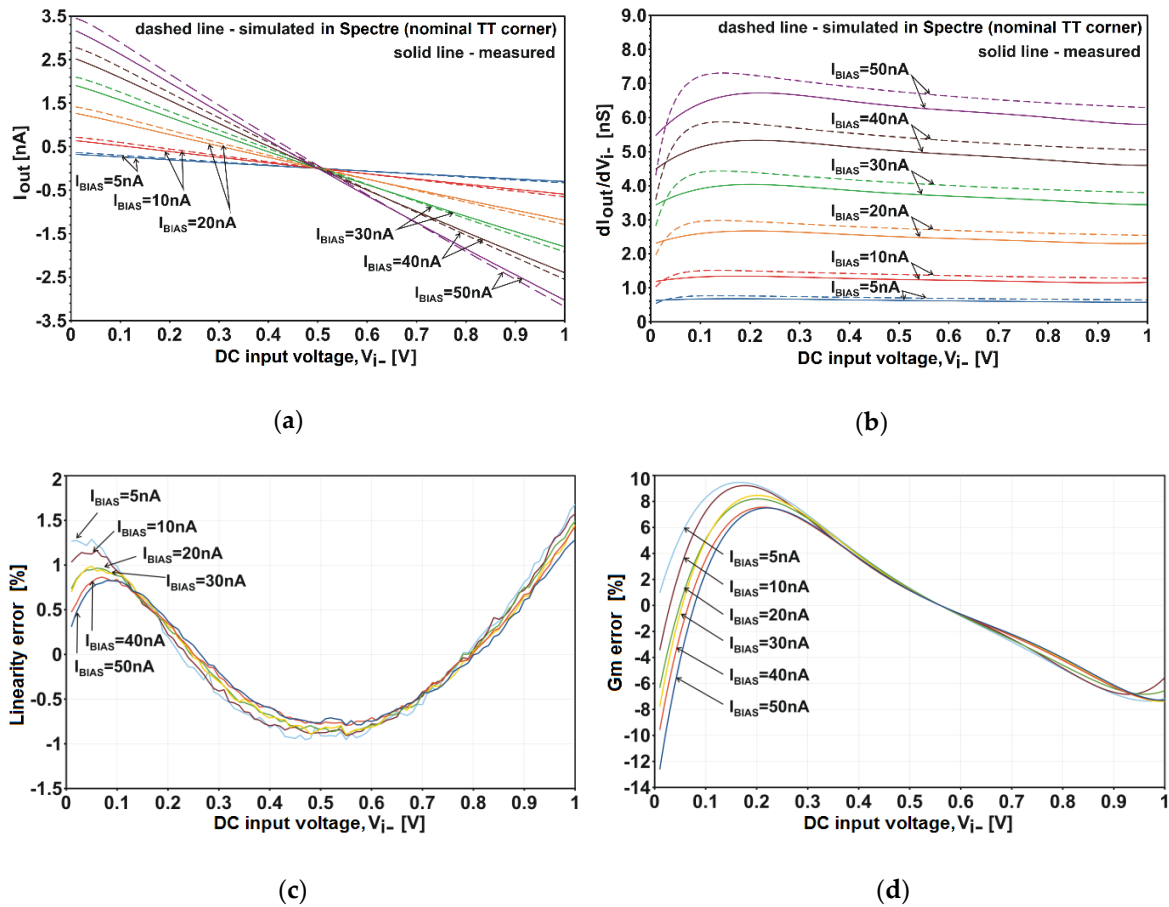 dashed line - simulated in Spectre (nominal TT corner)
solid line - measured
Iout [nA]
3.5
2.5
1.5
0.5
-0.5
-1.5
-2.5
-3.5
IBIAS=5nA
IBIAS=10nA
IBIAS=20nA
IBIAS=30nA
IBIAS=40nA
IBIAS=50nA
0 0.1 0.2 0.3 0.4 0.5 0.6 0.7 0.8 0.9 1
DC input voltage, Vi- [V]
(a)
dashed line - simulated in Spectre (nominal TT corner)
solid line - measured
dIout/dVi- [nS]
9.0
8.0
7.0
6.0
5.0
4.0
3.0
2.0
1.0
0.0
IBIAS=50nA
IBIAS=40nA
IBIAS=30nA
IBIAS=20nA
IBIAS=10nA
IBIAS=5nA
0 0.1 0.2 0.3 0.4 0.5 0.6 0.7 0.8 0.9 1
DC input voltage, Vi- [V]
(b)
Linearity error [%]
2
1.5
1
0.5
0
-0.5
-1
-1.5
IBIAS=5nA
IBIAS=10nA
IBIAS=20nA
IBIAS=30nA
IBIAS=40nA
IBIAS=50nA
0 0.1 0.2 0.3 0.4 0.5 0.6 0.7 0.8 0.9 1
DC input voltage, Vi- [V]
(c)
Gm error [%]
10
8
6
4
2
0
-2
-4
-6
-8
-10
-12
-14
IBIAS=5nA
IBIAS=10nA
IBIAS=20nA
IBIAS=30nA
IBIAS=40nA
IBIAS=50nA
0 0.1 0.2 0.3 0.4 0.5 0.6 0.7 0.8 0.9 1
DC input voltage, Vi- [V]
(d)